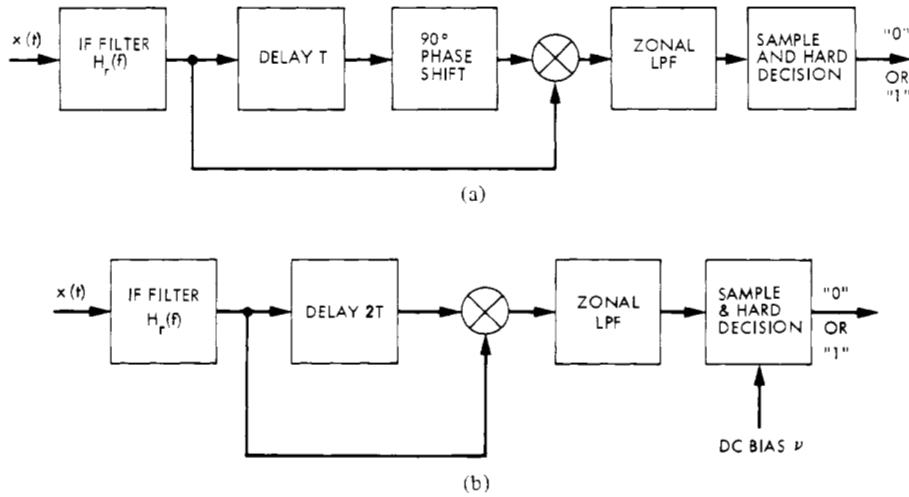 x(t)
IF FILTER
H_r(f)
DELAY T
90°
PHASE
SHIFT
ZONAL
LPF
SAMPLE
AND HARD
DECISION
"0"
OR
"1"
(a)
x(t)
IF FILTER
H_r(f)
DELAY 2T
ZONAL
LPF
SAMPLE
& HARD
DECISION
"0"
OR
"1"
DC BIAS ν
(b)